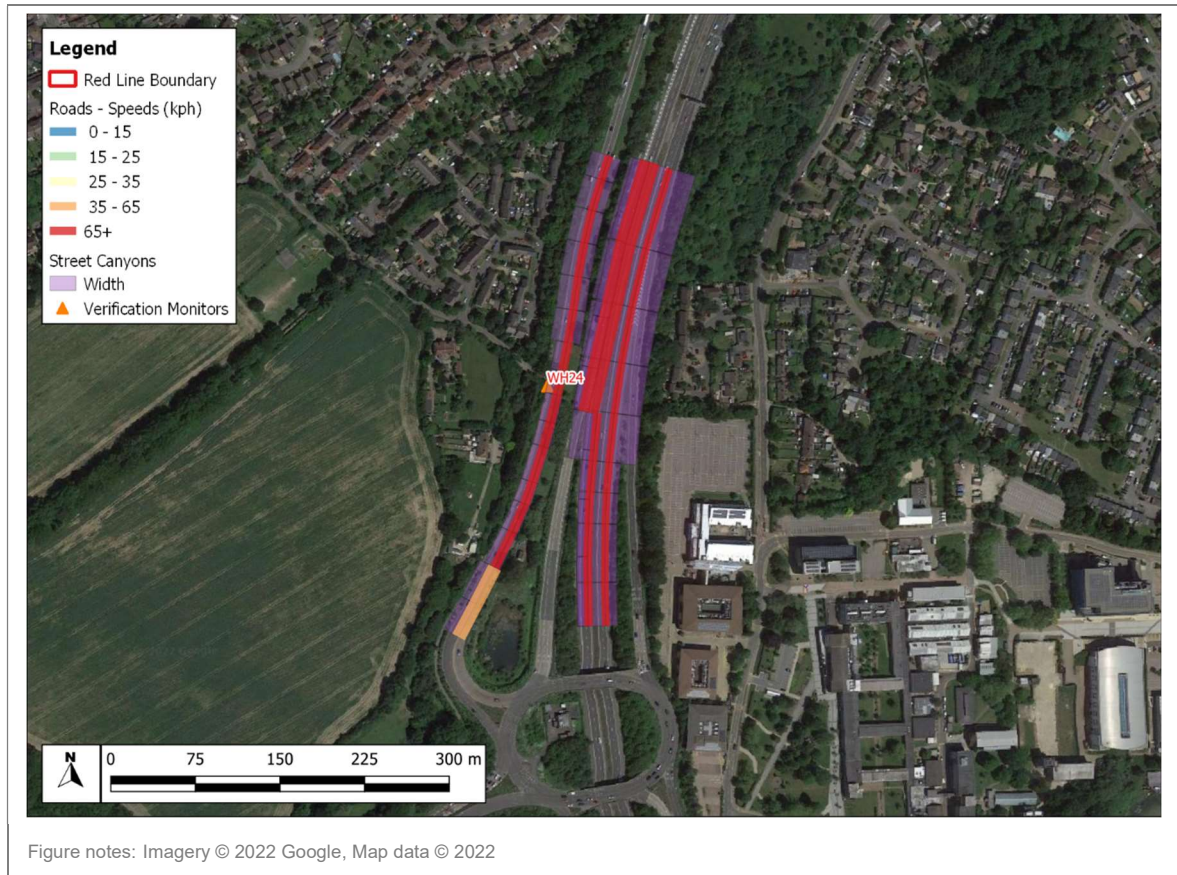 Legend
Red Line Boundary
Roads - Speeds (kph)
0 - 15
15 - 25
25 - 35
35 - 65
65+
Street Canyons
Width
Verification Monitors
WH24
N
0 75 150 225 300 m
Figure notes: Imagery © 2022 Google, Map data © 2022